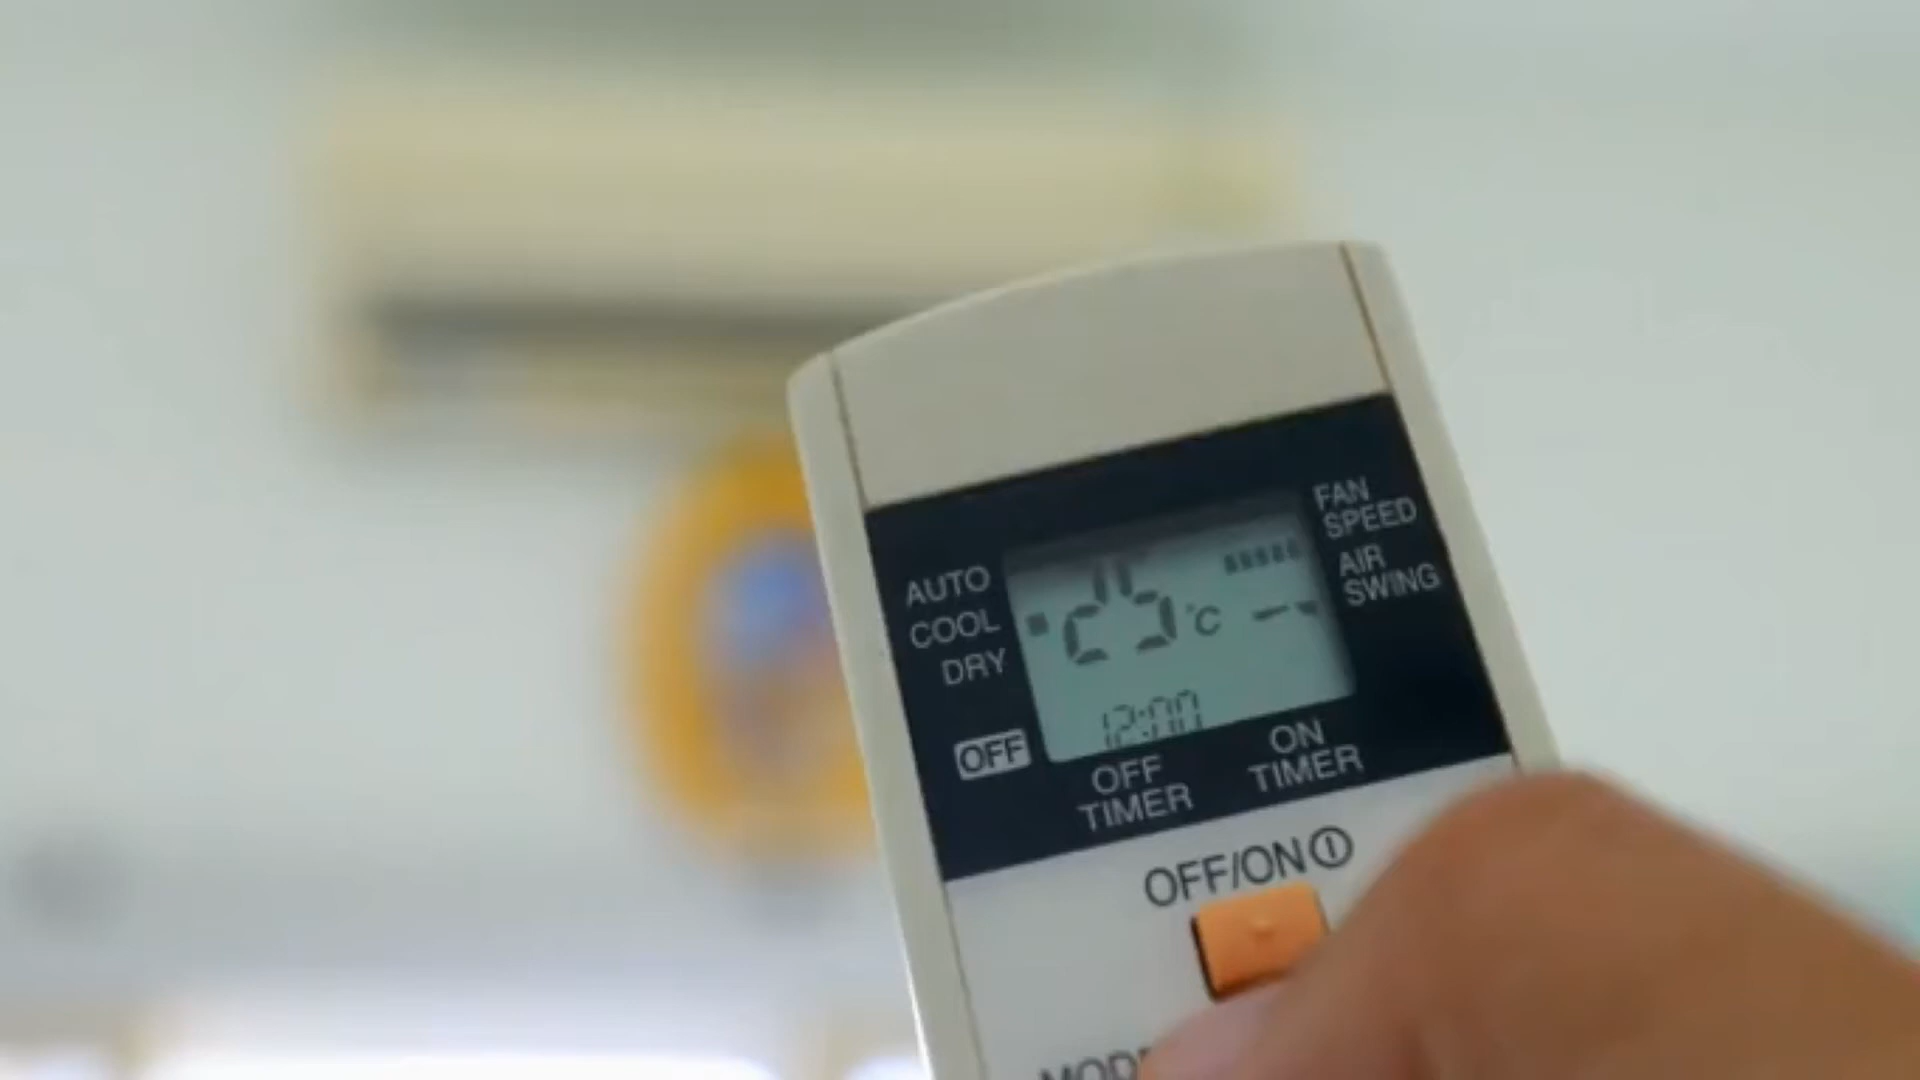 FAN
SPEED
AIR
SWING
AUTO
COOL
DRY
25 °C
12:00
OFF
OFF
TIMER
ON
TIMER
OFF/ON